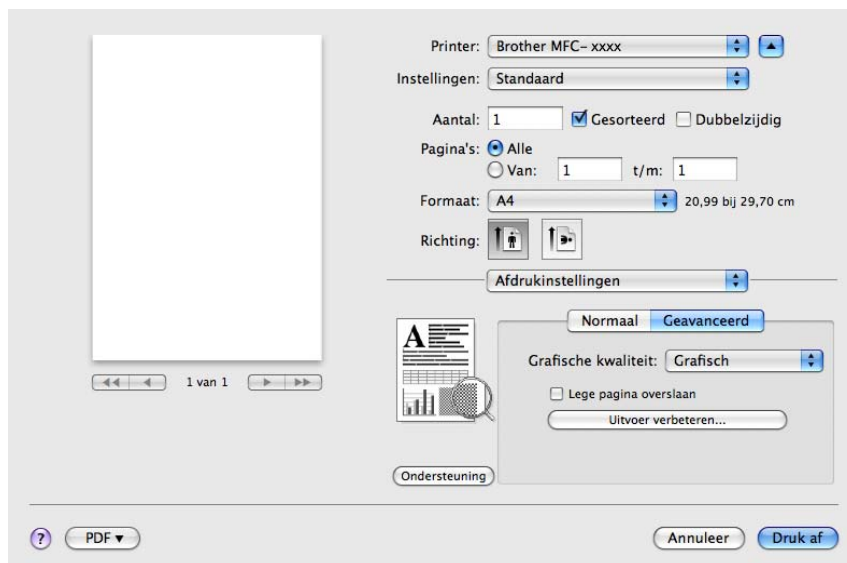 Printer: Brother MFC- xxxx
Instellingen: Standaard
Aantal: 1 Gesorteerd Dubbelzijdig
Pagina's: Alle
Van: 1 t/m: 1
Formaat: A4 20,99 bij 29,70 cm
Richting:
Afdrukinstellingen
Normaal Geavanceerd
A
Grafische kwaliteit: Grafisch
1 van 1
Lege pagina overslaan
Uitvoer verbeteren...
Ondersteuning
? PDF Annuleer Druk af